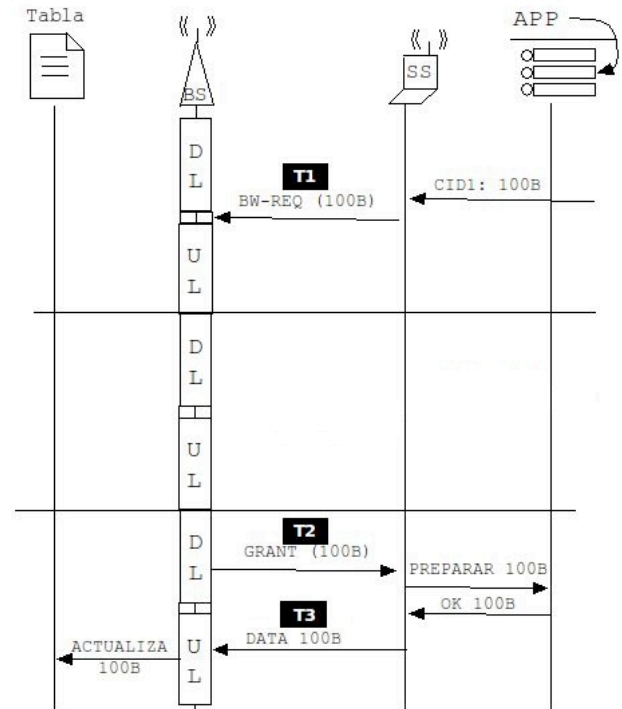 Tabla
APP
BS
SS
D
L
T1
CID1: 100B
BW-REQ (100B)
U
L
D
L
U
L
T2
D
GRANT (100B)
L
PREPARAR 100B
OK 100B
T3
DATA 100B
ACTUALIZA
100B
U
L